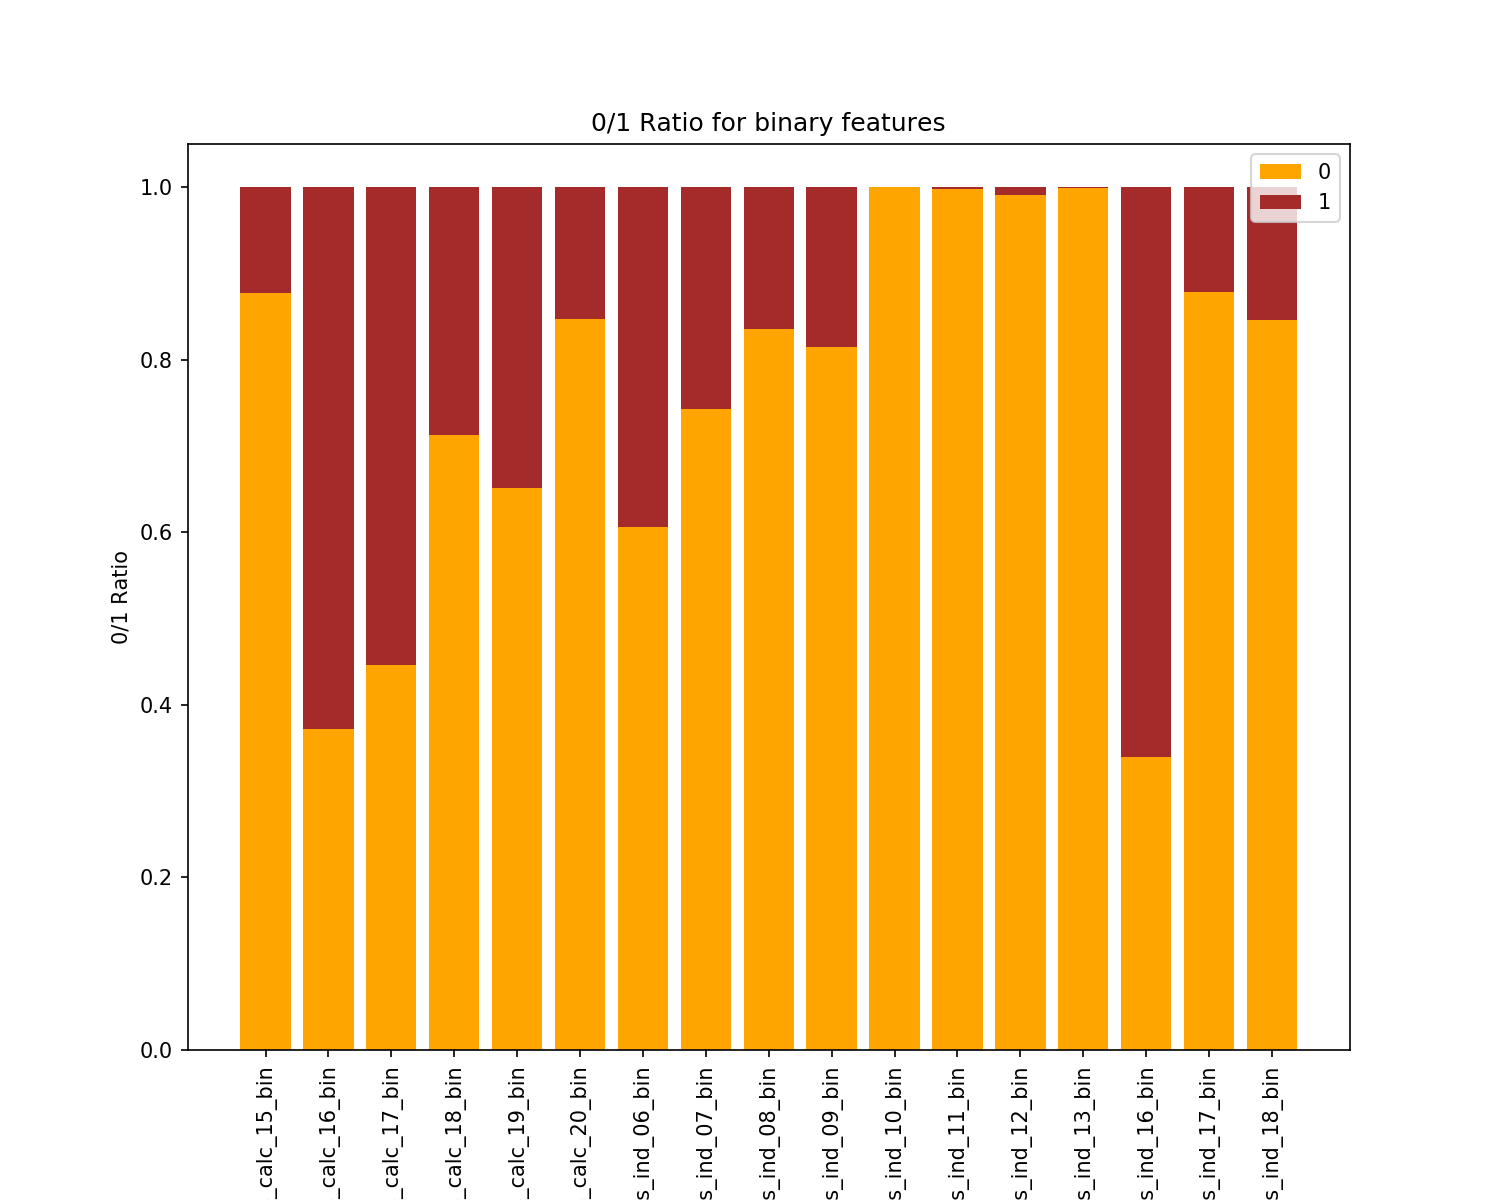 0/1 Ratio for binary features
0
1
1.0
0.8
0.6
0.4
0.2
0.0
0/1 Ratio
_calc_15_bin
_calc_16_bin
_calc_17_bin
_calc_18_bin
_calc_19_bin
_calc_20_bin
s_ind_06_bin
s_ind_07_bin
s_ind_08_bin
s_ind_09_bin
s_ind_10_bin
s_ind_11_bin
s_ind_12_bin
s_ind_13_bin
s_ind_16_bin
s_ind_17_bin
s_ind_18_bin